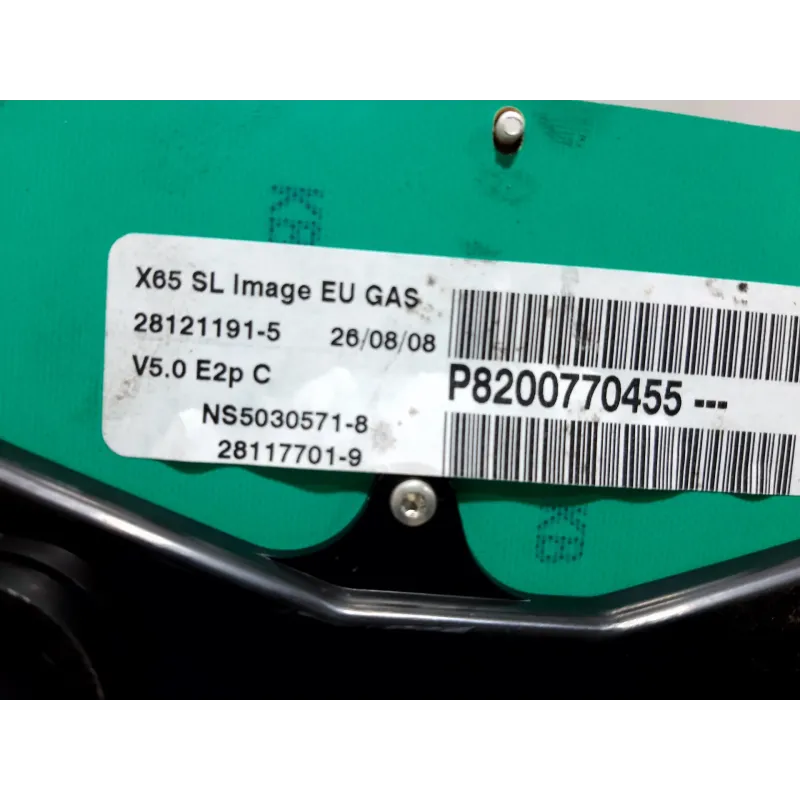 X65 SL Image EU GAS
28121191-5 26/08/08
V5.0 E2p C
P8200770455 ---
NS5030571-8
28117701-9